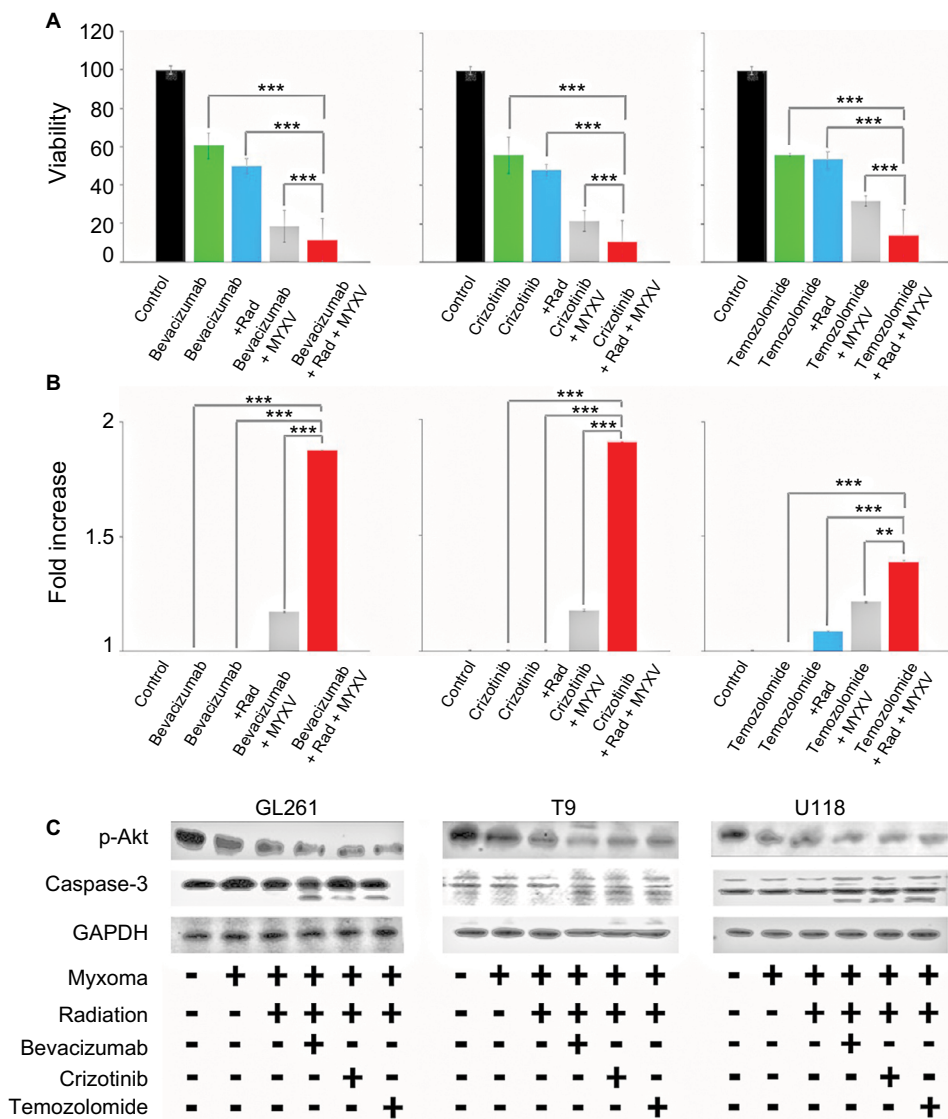 A
Viability
120
100
80
60
40
20
0
***
***
***
***
***
***
***
***
***
Control
Bevacizumab
Bevacizumab
+Rad
Bevacizumab
+ MYXV
Bevacizumab
+ Rad + MYXV
Control
Crizotinib
Crizotinib
+Rad
Crizotinib
+ MYXV
Crizotinib
+ Rad + MYXV
Control
Temozolomide
Temozolomide
+Rad
Temozolomide
+ MYXV
Temozolomide
+ Rad + MYXV
B
Fold increase
2
1.5
1
***
***
***
***
***
***
***
***
**
Control
Bevacizumab
Bevacizumab
+Rad
Bevacizumab
+ MYXV
Bevacizumab
+ Rad + MYXV
Control
Crizotinib
Crizotinib
+Rad
Crizotinib
+ MYXV
Crizotinib
+ Rad + MYXV
Control
Temozolomide
Temozolomide
+Rad
Temozolomide
+ MYXV
Temozolomide
+ Rad + MYXV
C
GL261 T9 U118
p-Akt
Caspase-3
GAPDH
Myxoma - + + + + + - + + + + + - + + + + +
Radiation - - + + + + - - + + + + - - + + + +
Bevacizumab - - - + - - - - - + - - - - - + - -
Crizotinib - - - - + - - - - - + - - - - - + -
Temozolomide - - - - - + - - - - - + - - - - - +